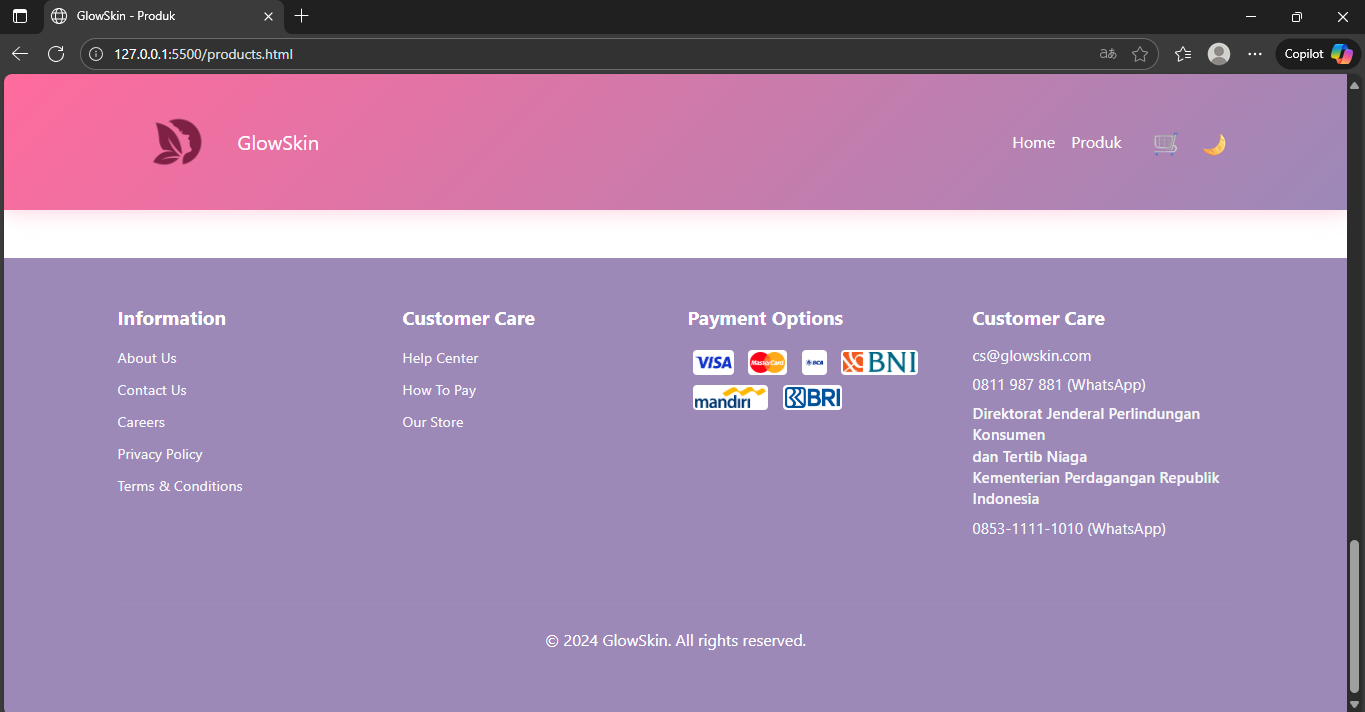 GlowSkin - Produk
127.0.0.1:5500/products.html
aあ
Copilot
GlowSkin
Home Produk
Information
About Us
Contact Us
Careers
Privacy Policy
Terms & Conditions
Customer Care
Help Center
How To Pay
Our Store
Payment Options
VISA MasterCard BCA BNI
mandiri BRI
Customer Care
cs@glowskin.com
0811 987 881 (WhatsApp)
Direktorat Jenderal Perlindungan
Konsumen
dan Tertib Niaga
Kementerian Perdagangan Republik
Indonesia
0853-1111-1010 (WhatsApp)
© 2024 GlowSkin. All rights reserved.